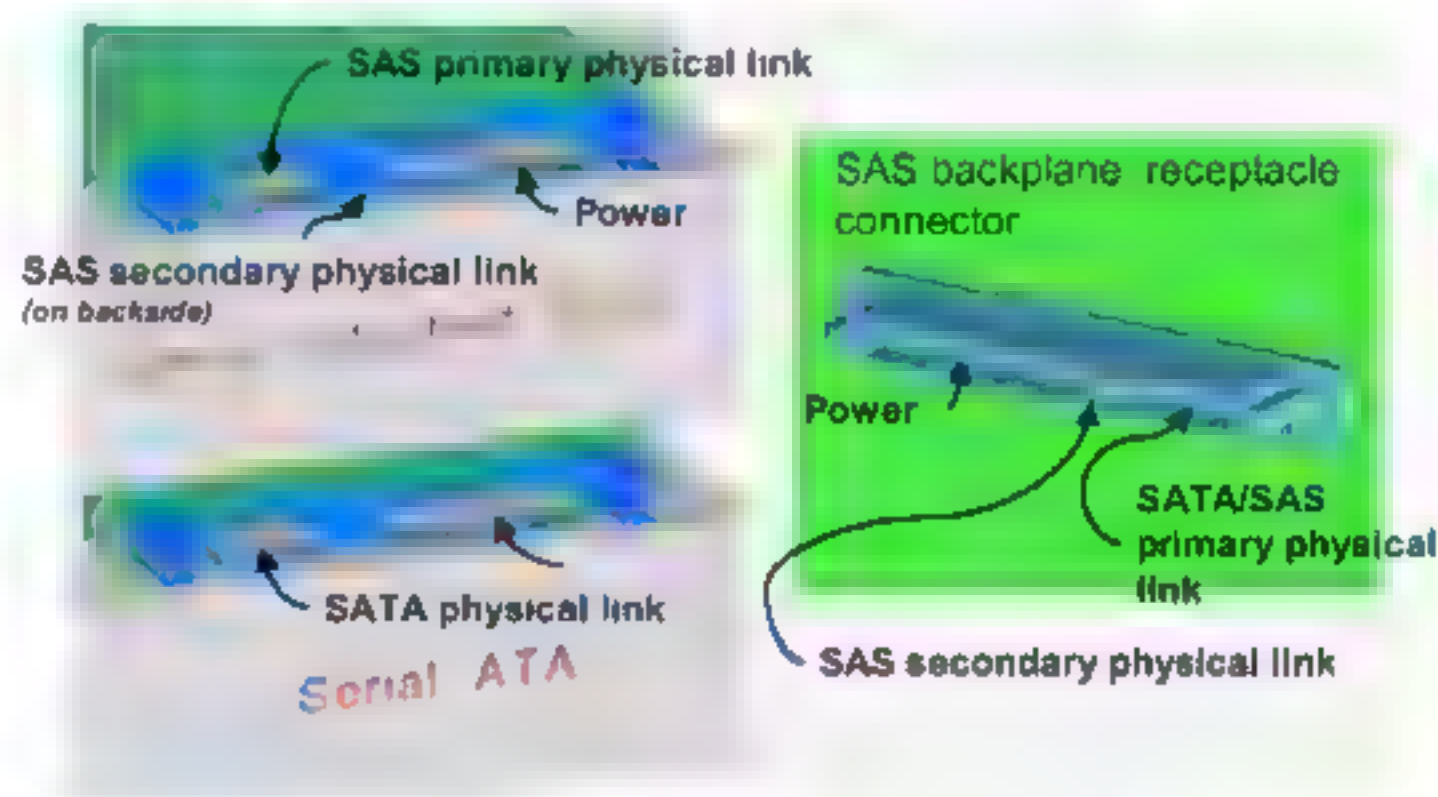 SAS primary physical link
Power
SAS secondary physical link
(on backside)
SATA physical link
Serial ATA
SAS backplane receptacle
connector
Power
SATA/SAS
primary physical
link
SAS secondary physical link